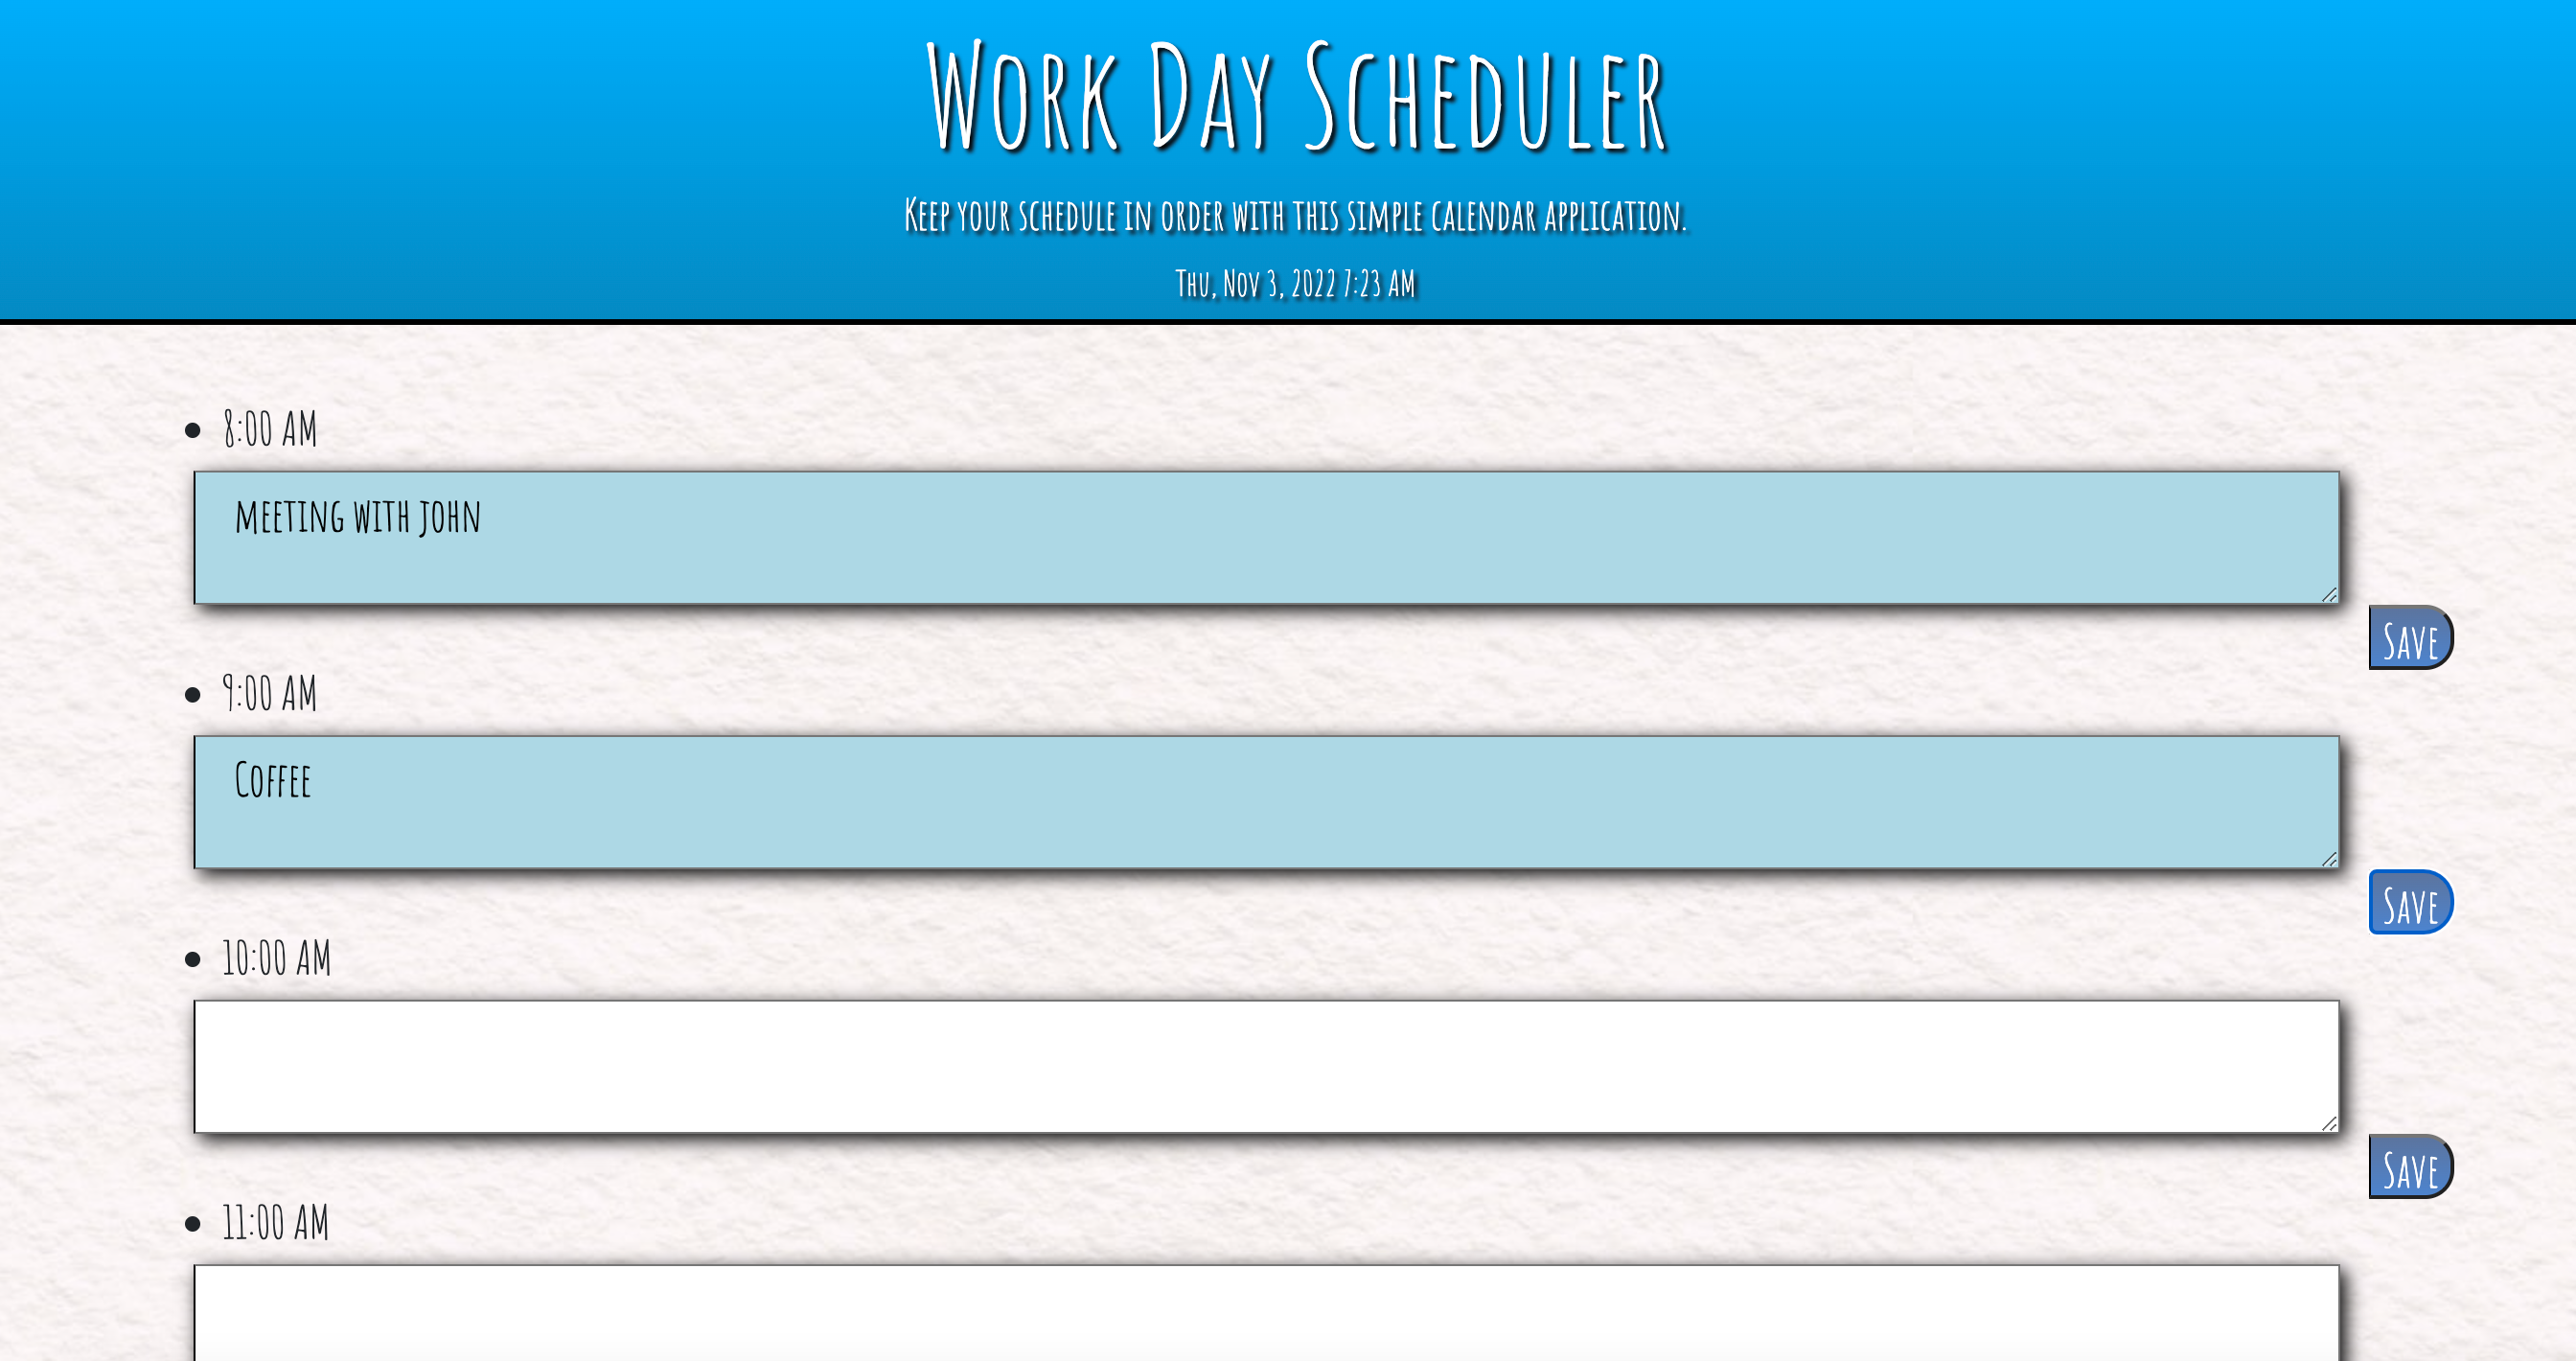 Work Day Scheduler
Keep your schedule in order with this simple calendar application.
Thu, Nov 3, 2022 7:23 AM
8:00 AM
meeting with john
Save
9:00 AM
Coffee
Save
10:00 AM
Save
11:00 AM